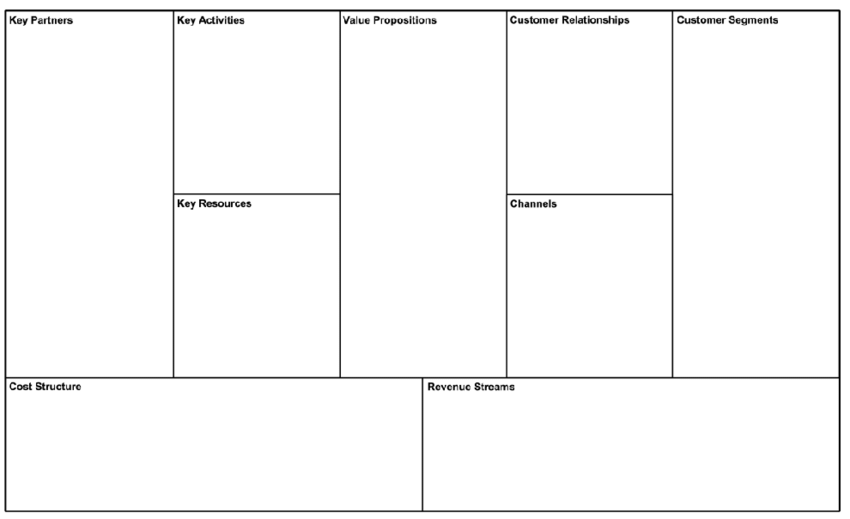 Key Partners
Key Activities
Value Propositions
Customer Relationships
Customer Segments
Key Resources
Channels
Cost Structure
Revenue Streams